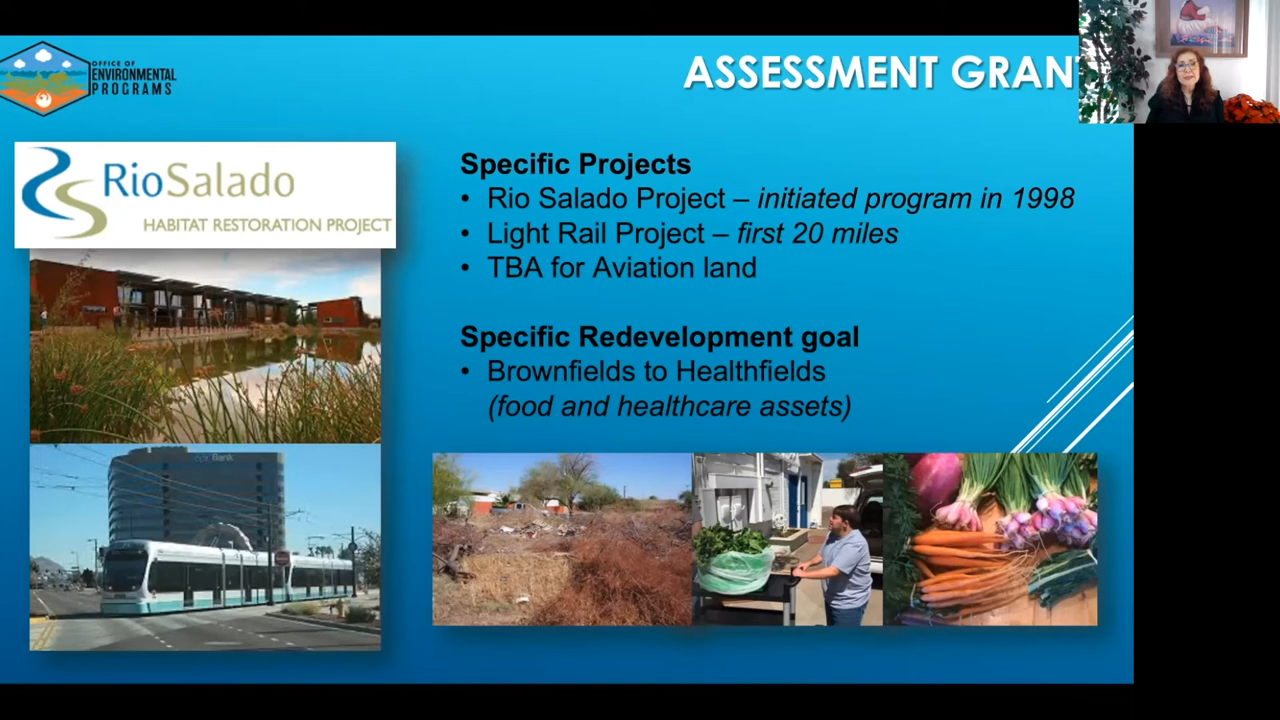 OFFICE OF
ENVIRONMENTAL
PROGRAMS
ASSESSMENT GRANT
RioSalado
HABITAT RESTORATION PROJECT
Specific Projects
• Rio Salado Project – initiated program in 1998
• Light Rail Project – first 20 miles
• TBA for Aviation land
Specific Redevelopment goal
• Brownfields to Healthfields
(food and healthcare assets)
Bank